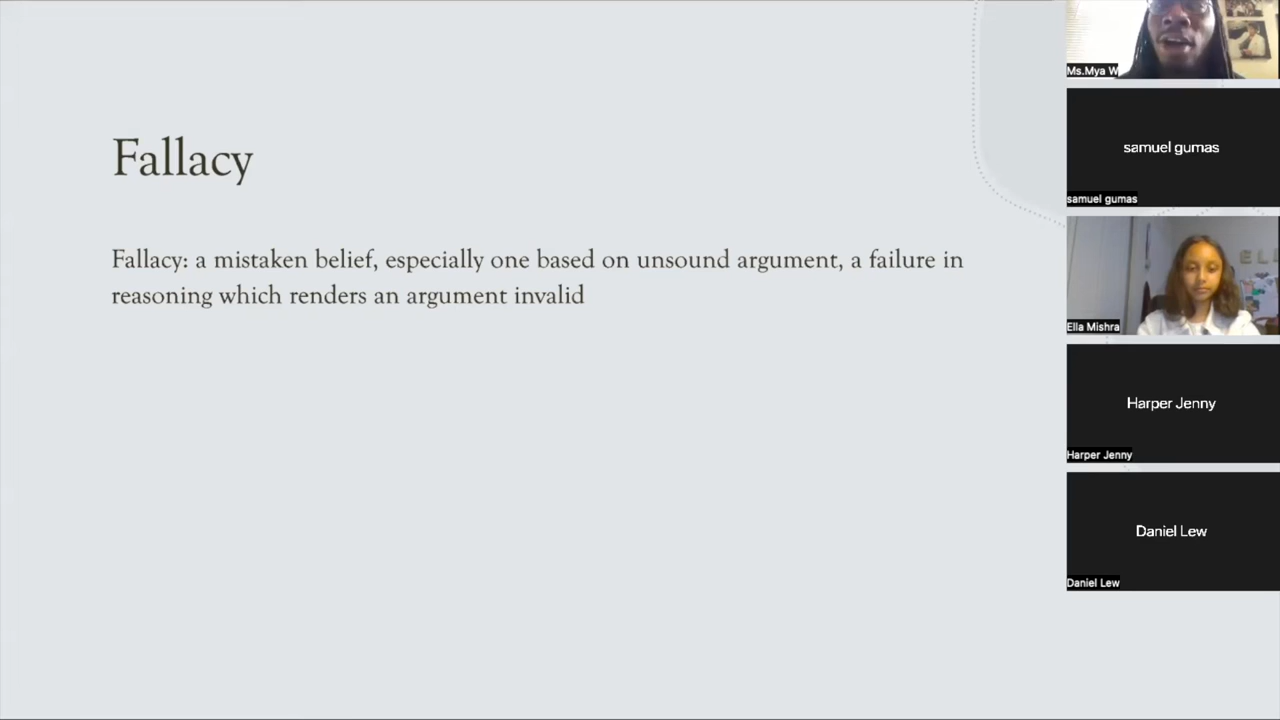 Fallacy
Fallacy: a mistaken belief, especially one based on unsound argument, a failure in
reasoning which renders an argument invalid
Ms.Mya W
samuel gumas
samuel gumas
ELL
Ella Mishra
Harper Jenny
Harper Jenny
Daniel Lew
Daniel Lew